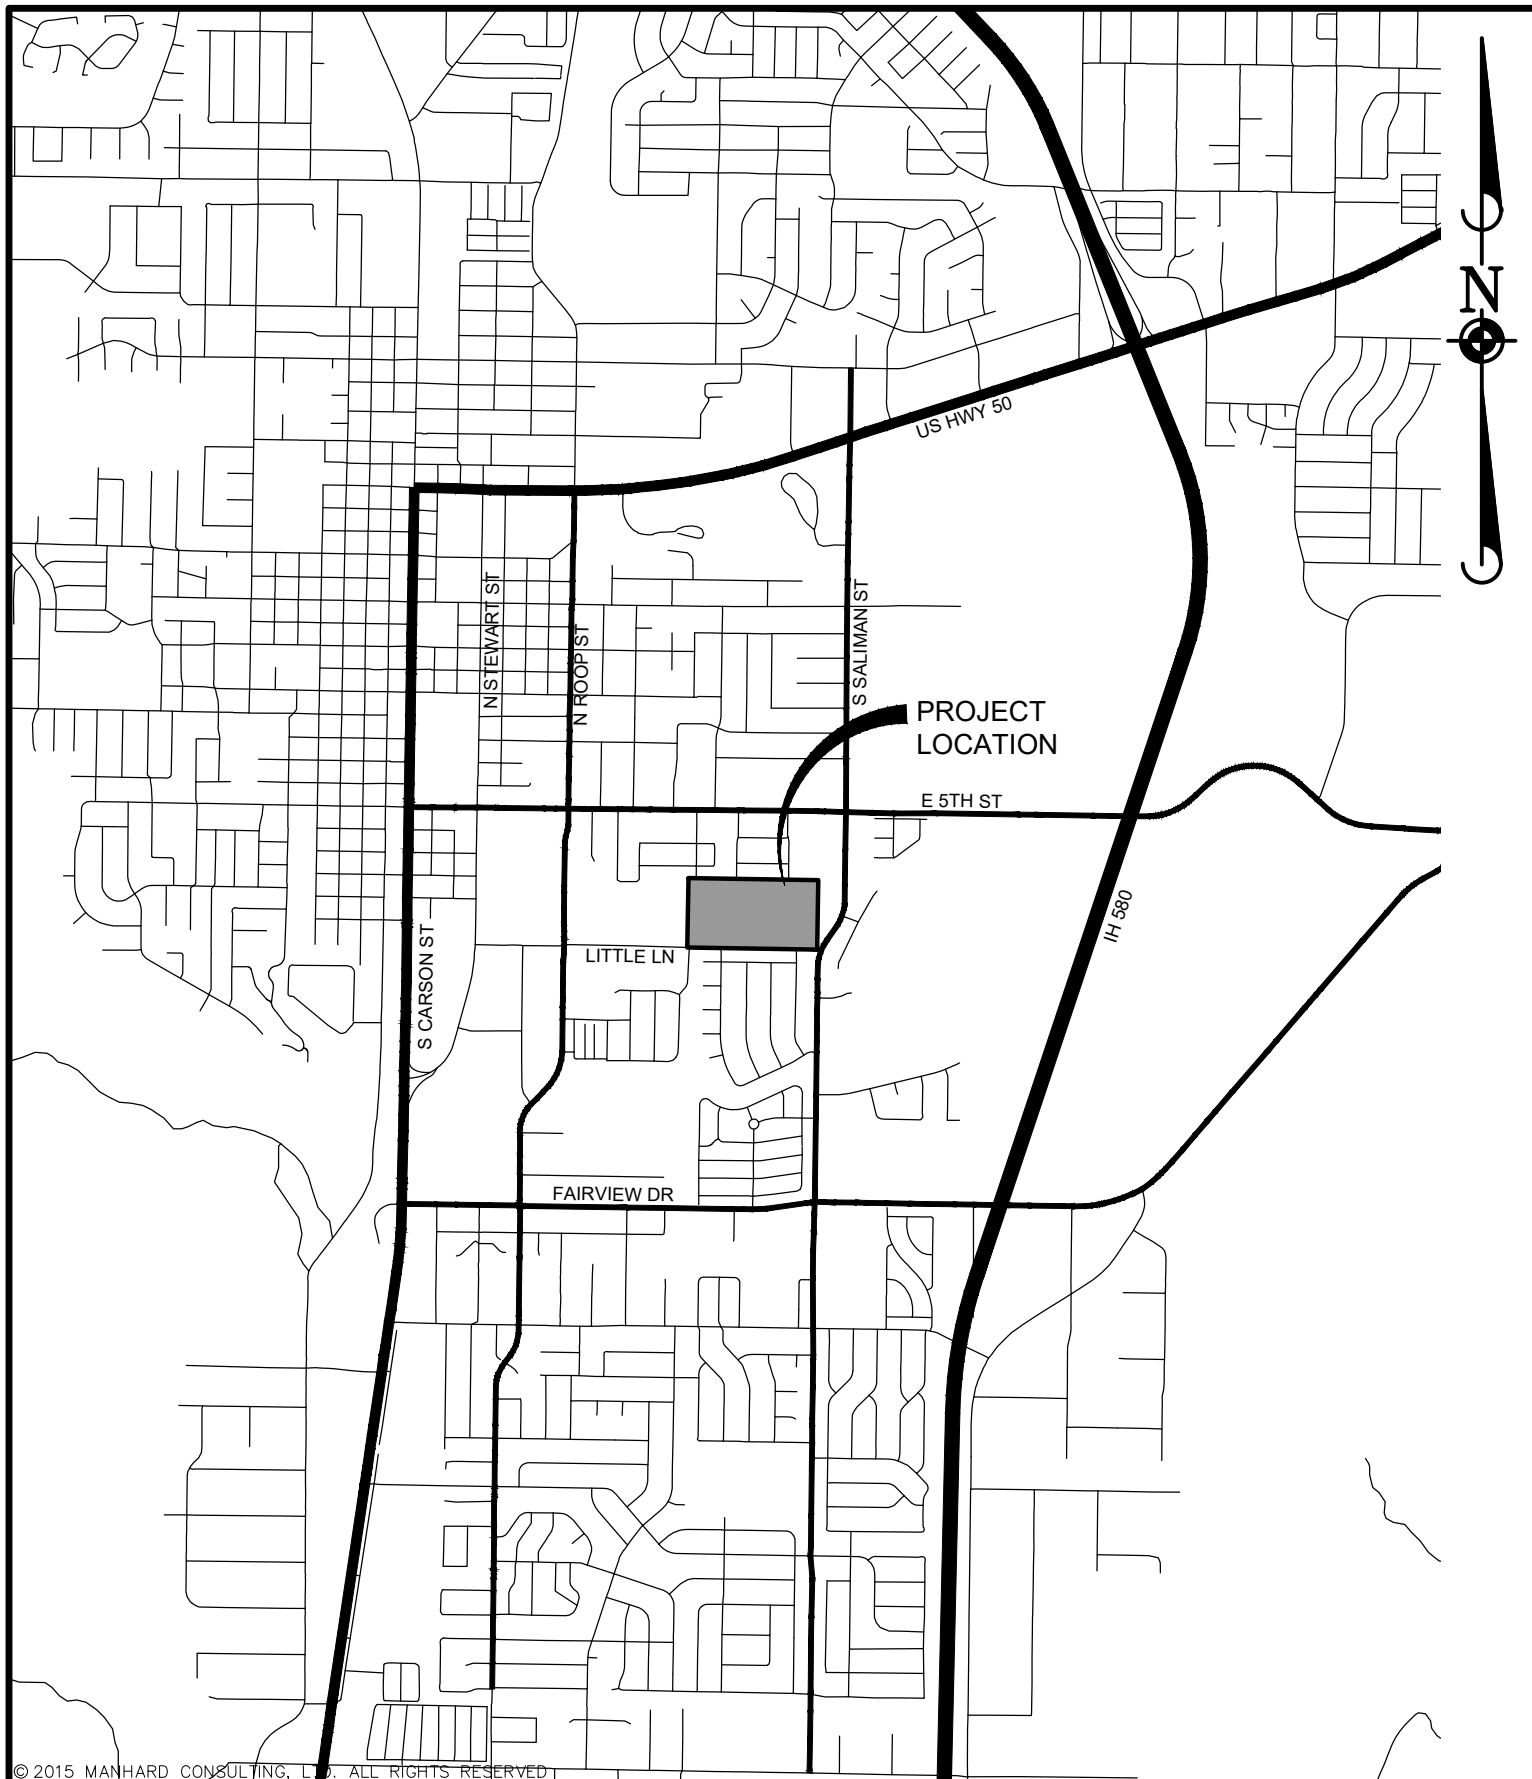 N
US HWY 50
N STEWART ST
N ROOP ST
S SALIMAN ST
PROJECT
LOCATION
E 5TH ST
IH 580
S CARSON ST
LITTLE LN
FAIRVIEW DR
© 2015 MANHARD CONSULTING, LTD. ALL RIGHTS RESERVED